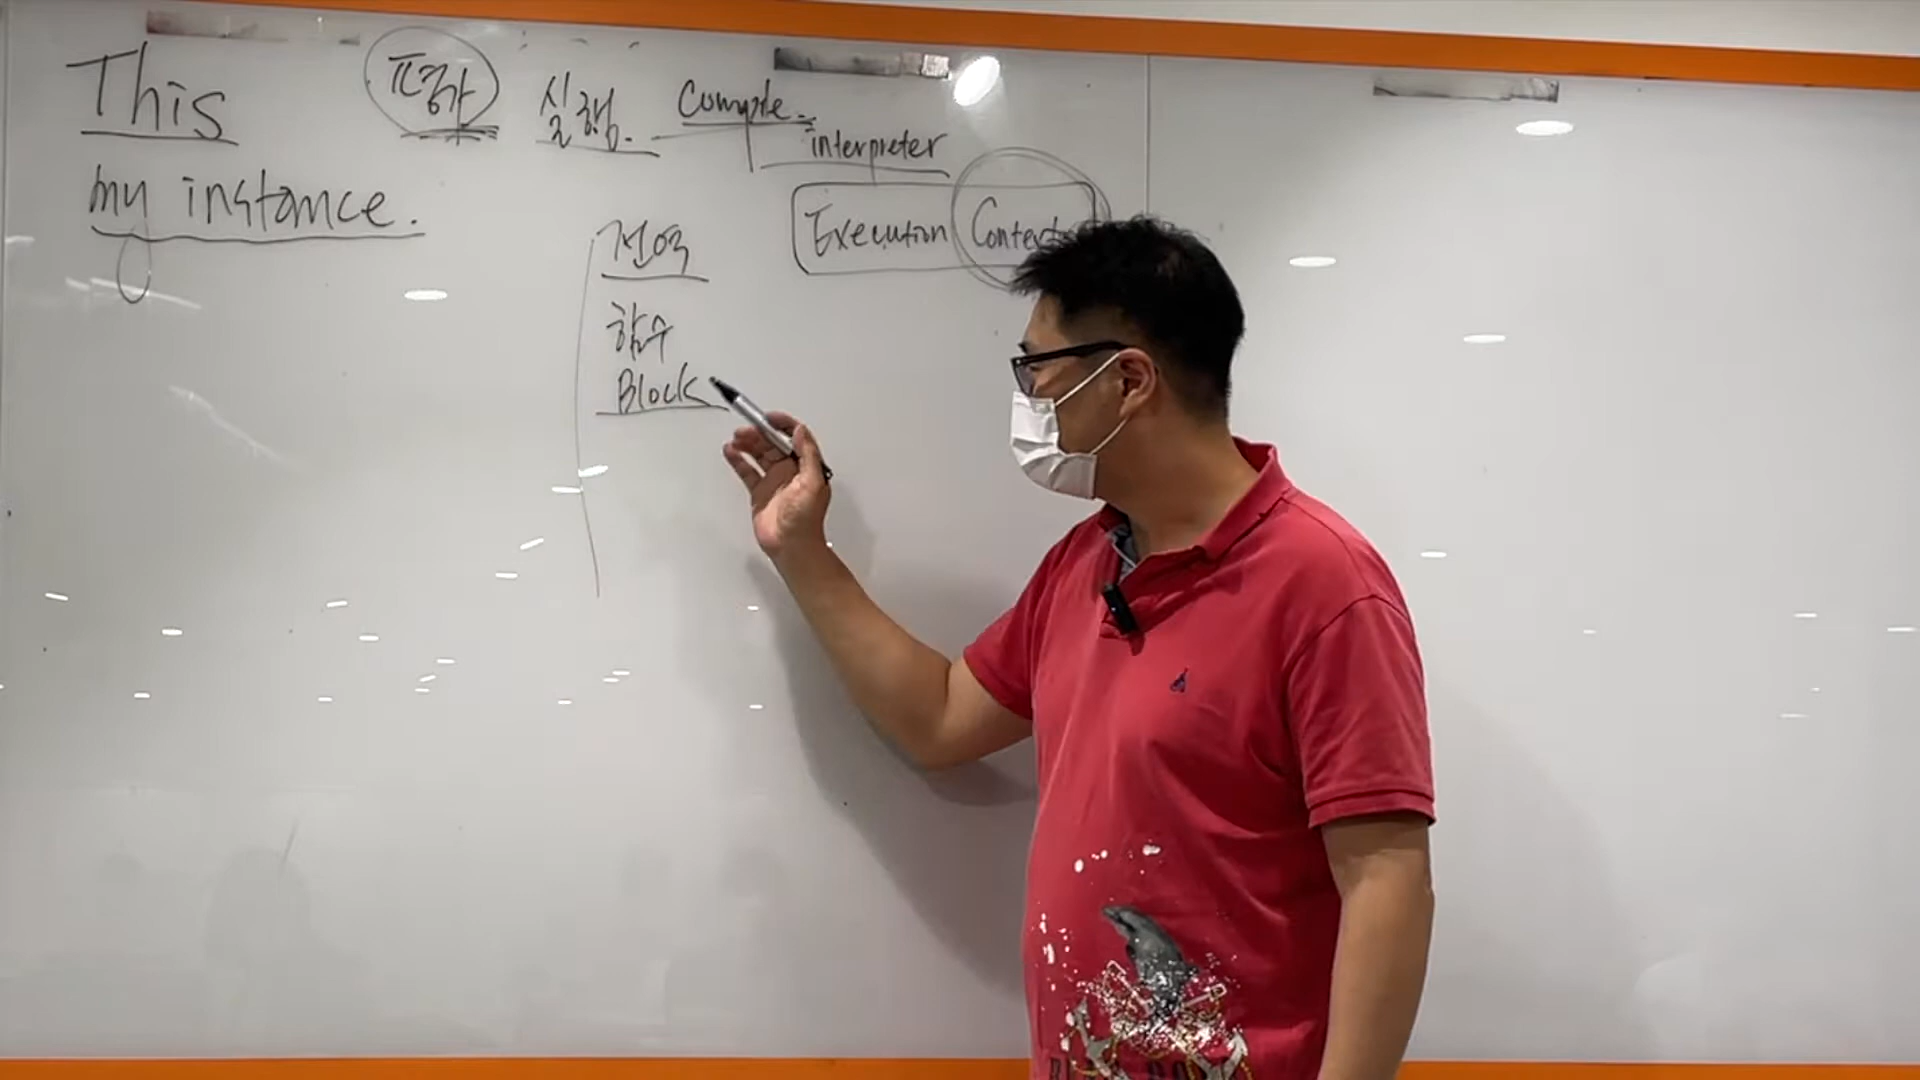 This 평가 실행. Compile.
interpreter
my instance.
Execution Context
전역
함수
Block